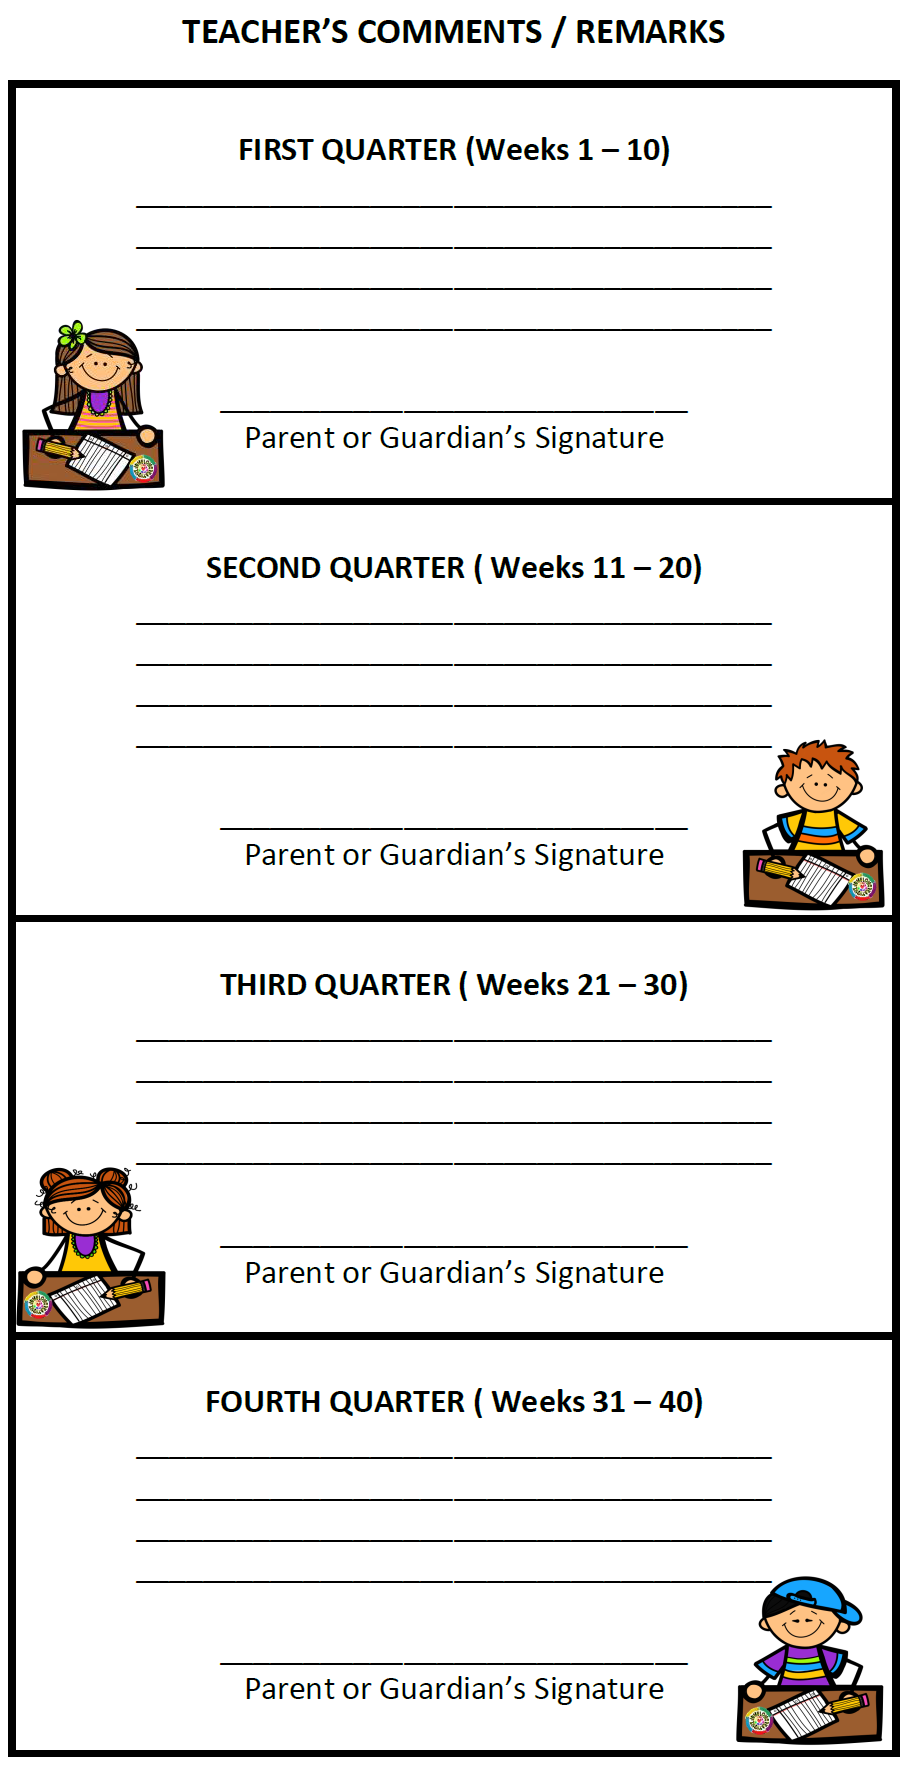 TEACHER’S COMMENTS / REMARKS
FIRST QUARTER (Weeks 1 – 10)
Parent or Guardian’s Signature
SECOND QUARTER ( Weeks 11 – 20)
Parent or Guardian’s Signature
THIRD QUARTER ( Weeks 21 – 30)
Parent or Guardian’s Signature
FOURTH QUARTER ( Weeks 31 – 40)
Parent or Guardian’s Signature